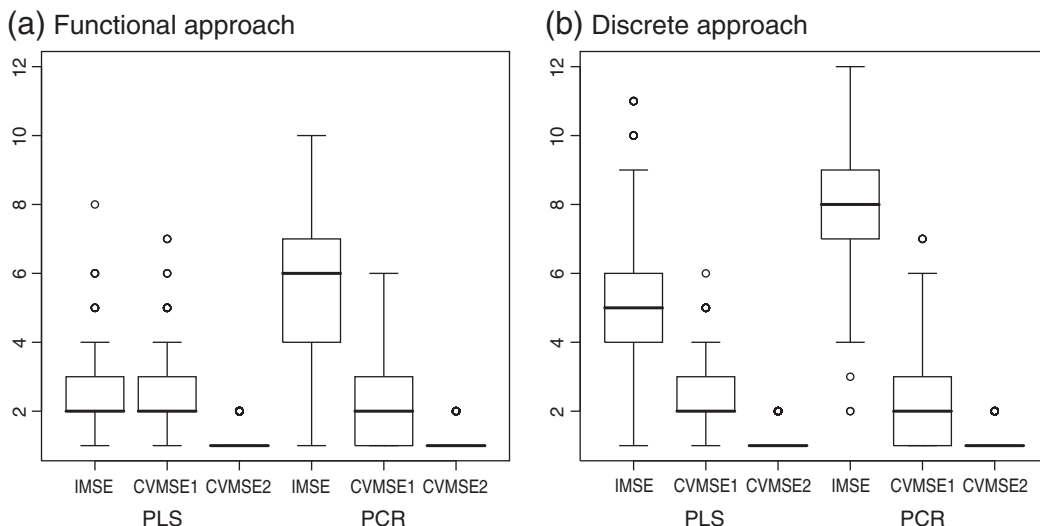 (a) Functional approach
12
10
8
6
4
2
IMSE CVMSE1 CVMSE2 IMSE CVMSE1 CVMSE2
PLS PCR
(b) Discrete approach
12
10
8
6
4
2
IMSE CVMSE1 CVMSE2 IMSE CVMSE1 CVMSE2
PLS PCR